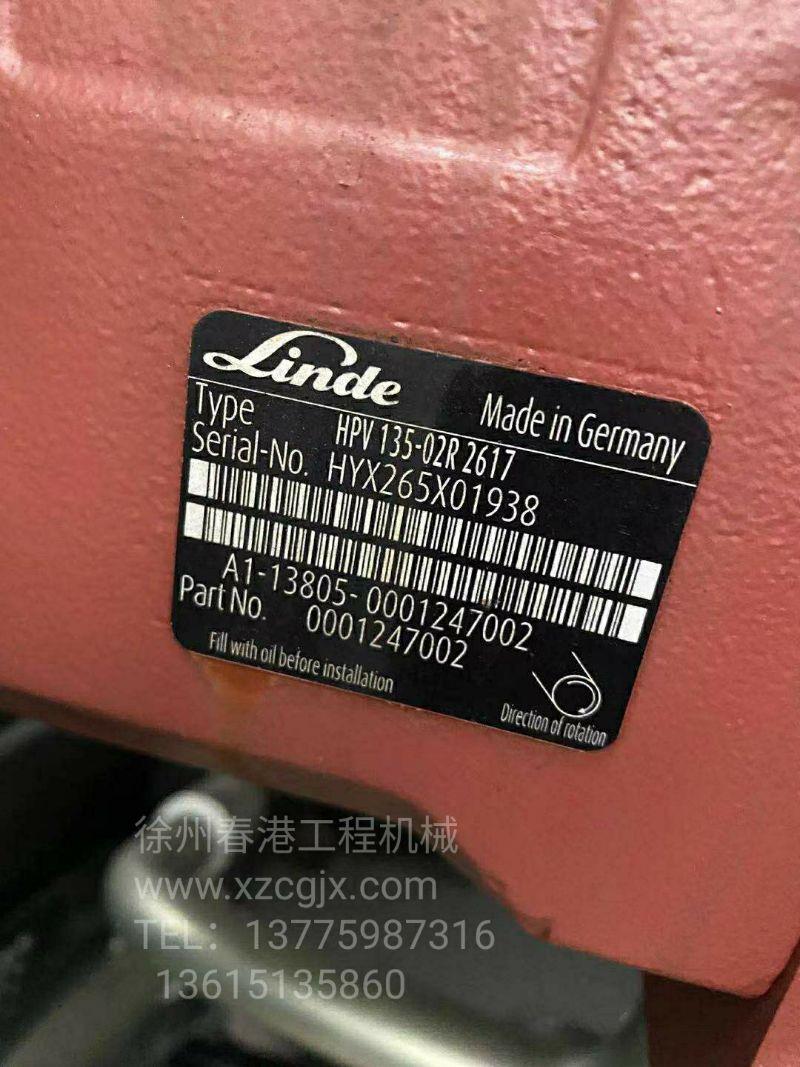 Linde
Made in Germany
Type HPV 135-02R 2617
Serial-No. HYX265X01938
A1-13805-0001247002
Part No. 0001247002
Fill with oil before installation
Direction of rotation
徐州春港工程机械
www.xzcgjx.com
TEL：13775987316
13615135860